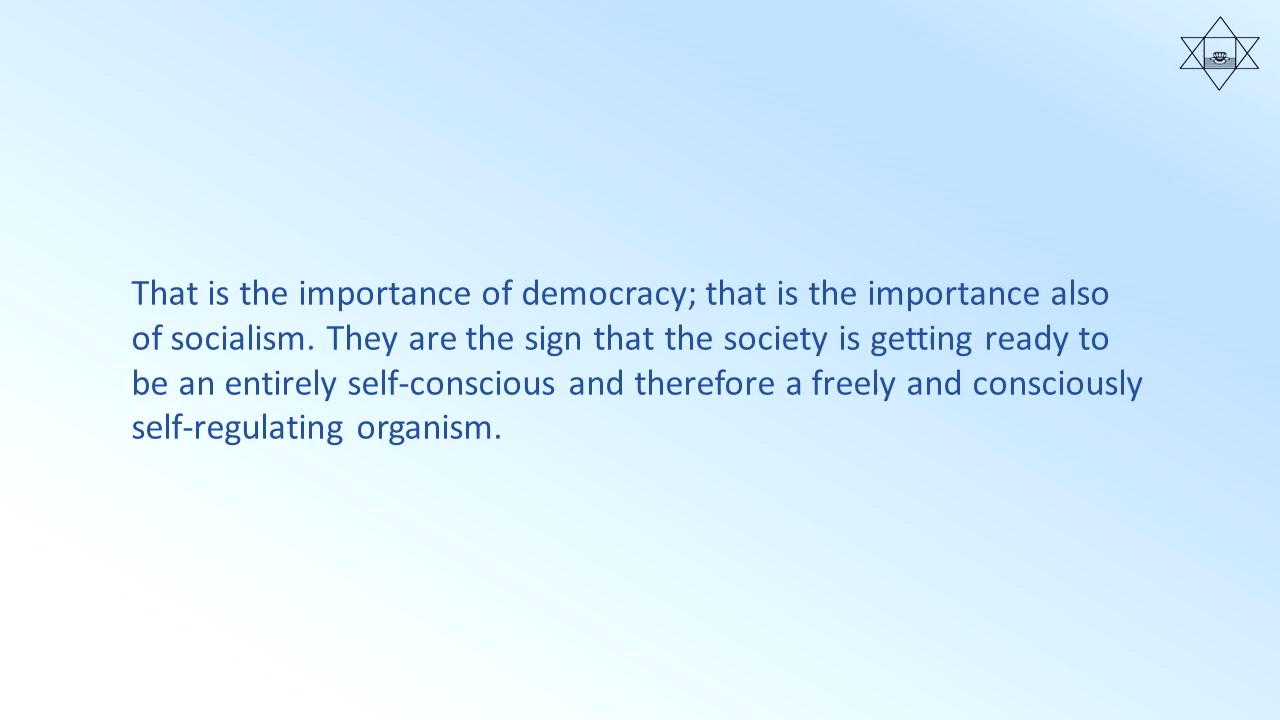 That is the importance of democracy; that is the importance also
of socialism. They are the sign that the society is getting ready to
be an entirely self-conscious and therefore a freely and consciously
self-regulating organism.